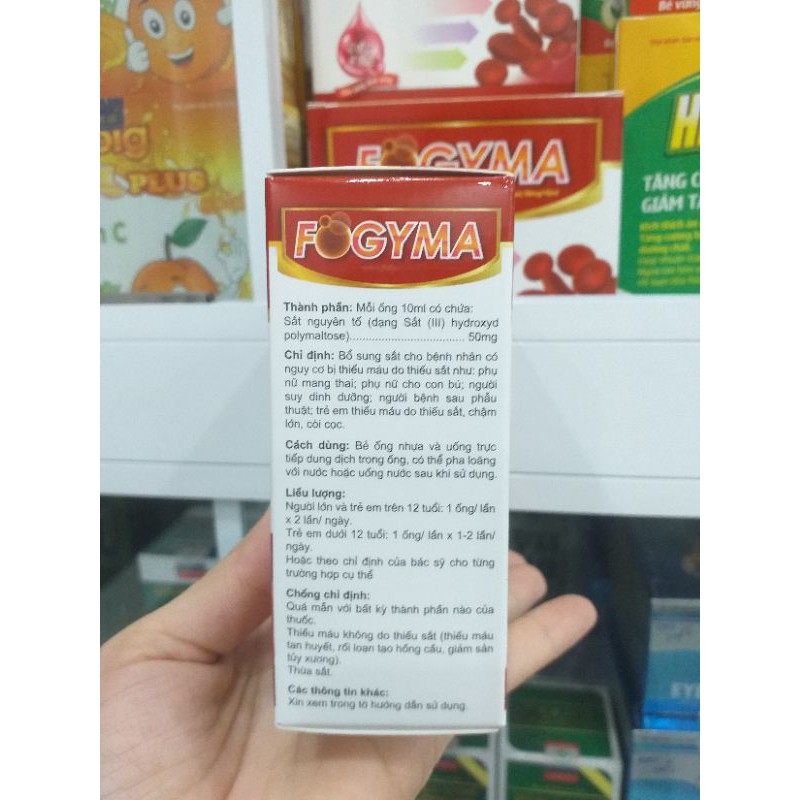 PLUS
FOGYMA
TĂNG C
GIẢM T
FOGYMA
Thành phần: Mỗi ống 10ml có chứa:
Sắt nguyên tố (dạng Sắt (III) hydroxyd
polymaltose)................................... 50mg
Chỉ định: Bổ sung sắt cho bệnh nhân có
nguy cơ bị thiếu máu do thiếu sắt như: phụ
nữ mang thai; phụ nữ cho con bú; người
suy dinh dưỡng; người bệnh sau phẫu
thuật; trẻ em thiếu máu do thiếu sắt, chậm
lớn, còi cọc.
Cách dùng: Bẻ ống nhựa và uống trực
tiếp dung dịch trong ống, có thể pha loãng
với nước hoặc uống nước sau khi sử dụng.
Liều lượng:
Người lớn và trẻ em trên 12 tuổi: 1 ống/ lần
x 2 lần/ ngày.
Trẻ em dưới 12 tuổi: 1 ống/ lần x 1-2 lần/
ngày.
Hoặc theo chỉ định của bác sỹ cho từng
trường hợp cụ thể
Chống chỉ định:
Quá mẫn với bất kỳ thành phần nào của
thuốc.
Thiếu máu không do thiếu sắt (thiếu máu
tan huyết, rối loạn tạo hồng cầu, giảm sản
tủy xương).
Thừa sắt.
Các thông tin khác:
Xin xem trong tờ hướng dẫn sử dụng.